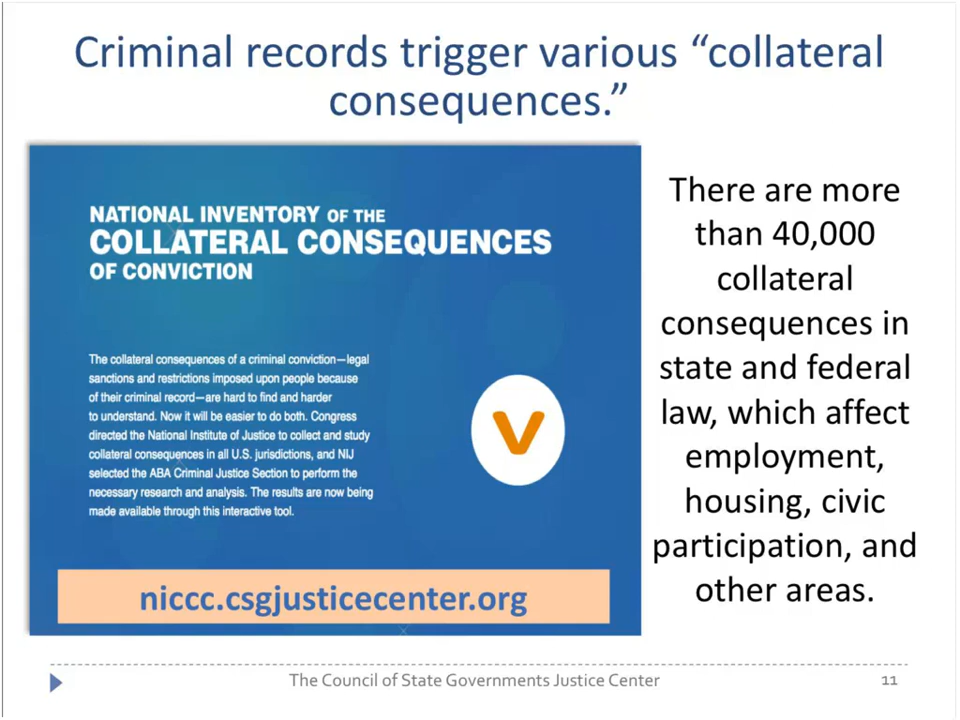 Criminal records trigger various “collateral
consequences.”
NATIONAL INVENTORY OF THE
COLLATERAL CONSEQUENCES
OF CONVICTION
The collateral consequences of a criminal conviction—legal
sanctions and restrictions imposed upon people because
of their criminal record—are hard to find and harder
to understand. Now it will be easier to do both. Congress
directed the National Institute of Justice to collect and study
collateral consequences in all U.S. jurisdictions, and NIJ
selected the ABA Criminal Justice Section to perform the
necessary research and analysis. The results are now being
made available through this interactive tool.
niccc.csgjusticecenter.org
There are more
than 40,000
collateral
consequences in
state and federal
law, which affect
employment,
housing, civic
participation, and
other areas.
The Council of State Governments Justice Center
11